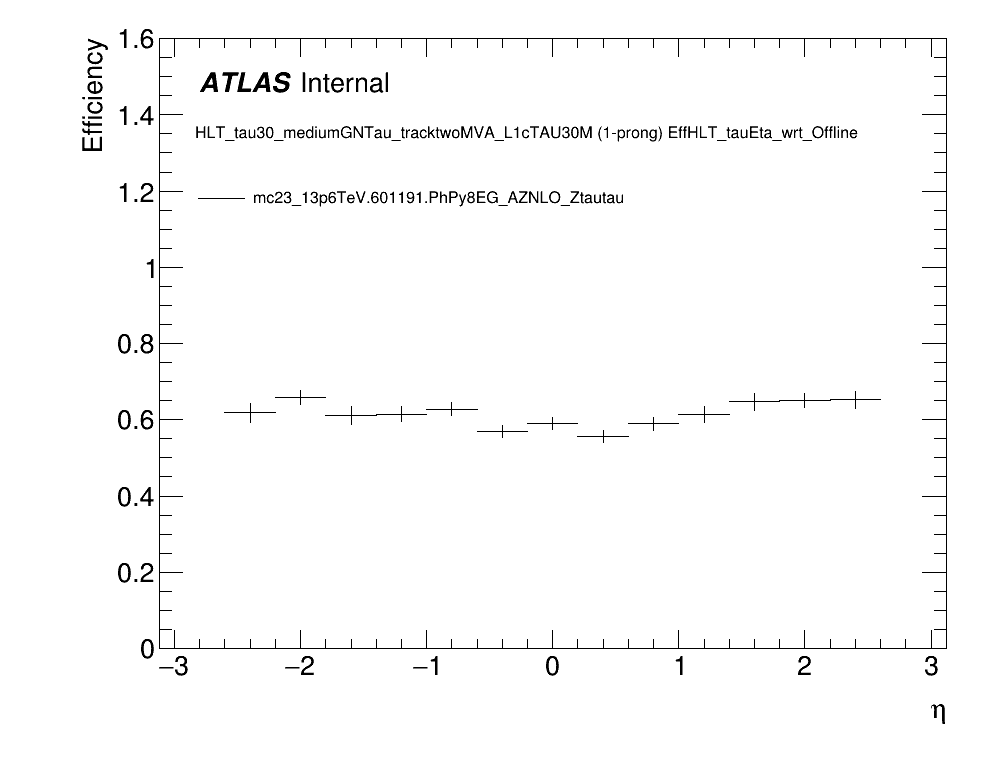 Efficiency
1.6
1.4
1.2
1
0.8
0.6
0.4
0.2
0
ATLAS Internal
HLT_tau30_mediumGNTau_tracktwoMVA_L1cTAU30M (1-prong) EffHLT_tauEta_wrt_Offline
mc23_13p6TeV.601191.PhPy8EG_AZNLO_Ztautau
−3 −2 −1 0 1 2 3
η